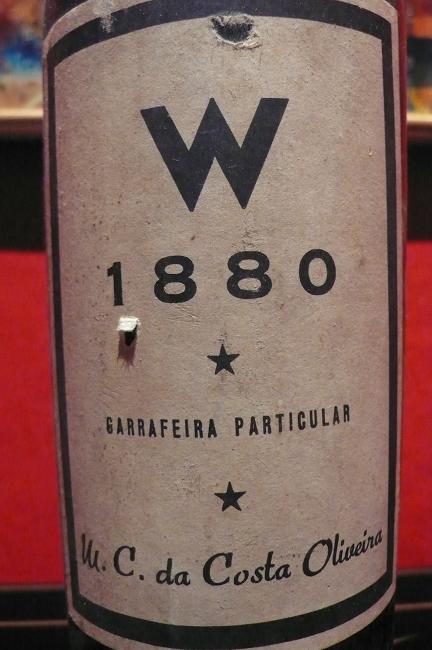 W
1880
GARRAFEIRA PARTICULAR
M. C. da Costa Oliveira